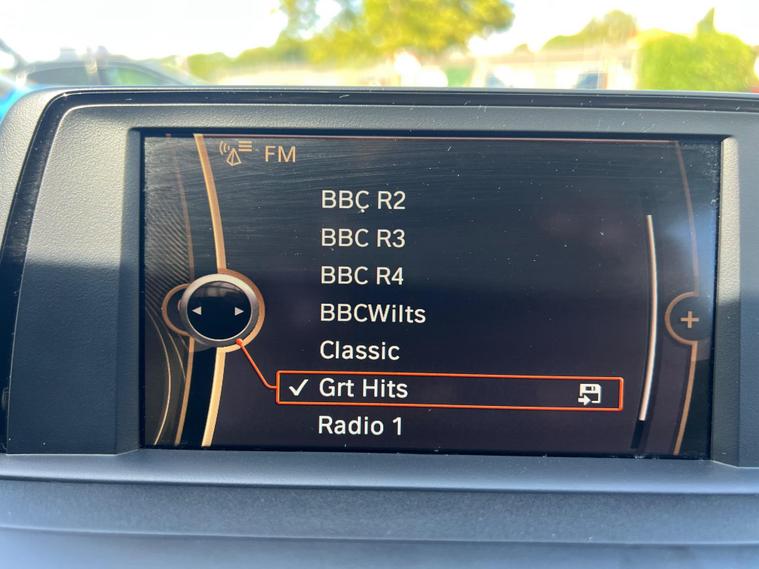 FM
BBC R2
BBC R3
BBC R4
BBCWilts
Classic
Grt Hits
Radio 1